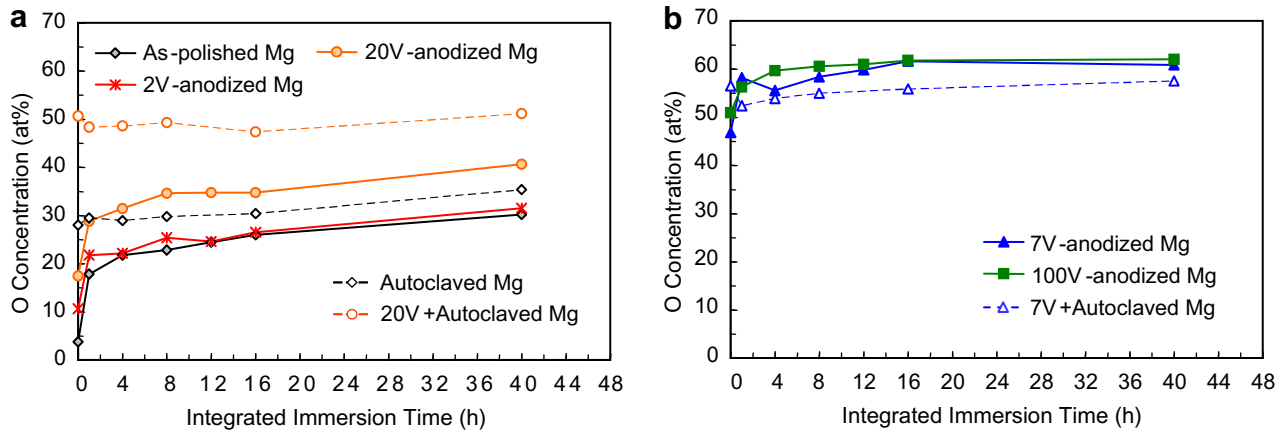 a
70
60
50
40
30
20
10
0
O Concentration (at%)
As-polished Mg
20V-anodized Mg
2V-anodized Mg
Autoclaved Mg
20V+Autoclaved Mg
0 4 8 12 16 20 24 28 32 36 40 44 48
Integrated Immersion Time (h)
b
70
60
50
40
30
20
10
0
O Concentration (at%)
7V-anodized Mg
100V-anodized Mg
7V+Autoclaved Mg
0 4 8 12 16 20 24 28 32 36 40 44 48
Integrated Immersion Time (h)